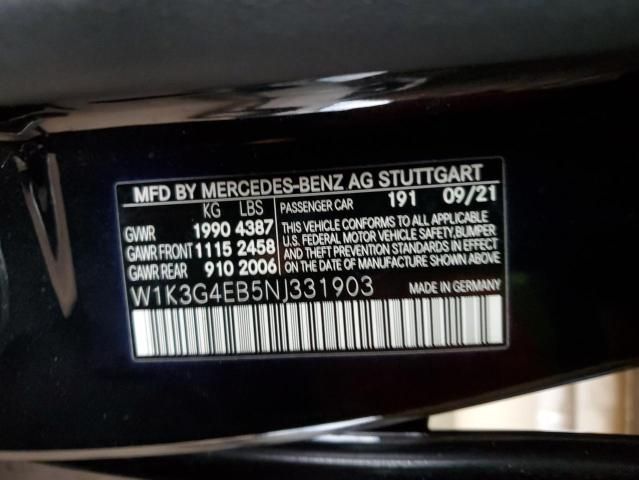 MFD BY MERCEDES-BENZ AG STUTTGART
KG LBS PASSENGER CAR 191 09/21
GVWR 1990 4387
GAWR FRONT 1115 2458
GAWR REAR 910 2006
THIS VEHICLE CONFORMS TO ALL APPLICABLE
U.S. FEDERAL MOTOR VEHICLE SAFETY, BUMPER
AND THEFT PREVENTION STANDARDS IN EFFECT
ON THE DATE OF MANUFACTURE SHOWN ABOVE.
W1K3G4EB5NJ331903 MADE IN GERMANY